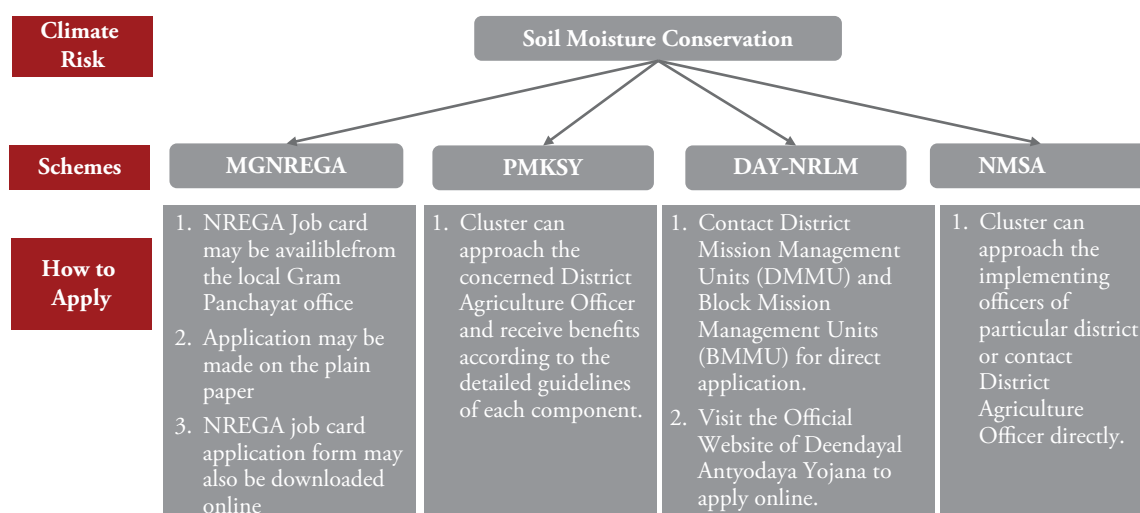 Climate
Risk
Soil Moisture Conservation
Schemes
MGNREGA
PMKSY
DAY-NRLM
NMSA
How to
Apply
1. NREGA Job card
may be availiblefrom
the local Gram
Panchayat office
2. Application may be
made on the plain
paper
3. NREGA job card
application form may
also be downloaded
online
1. Cluster can
approach the
concerned District
Agriculture Officer
and receive benefits
according to the
detailed guidelines
of each component.
1. Contact District
Mission Management
Units (DMMU) and
Block Mission
Management Units
(BMMU) for direct
application.
2. Visit the Official
Website of Deendayal
Antyodaya Yojana to
apply online.
1. Cluster can
approach the
implementing
officers of
particular district
or contact
District
Agriculture
Officer directly.